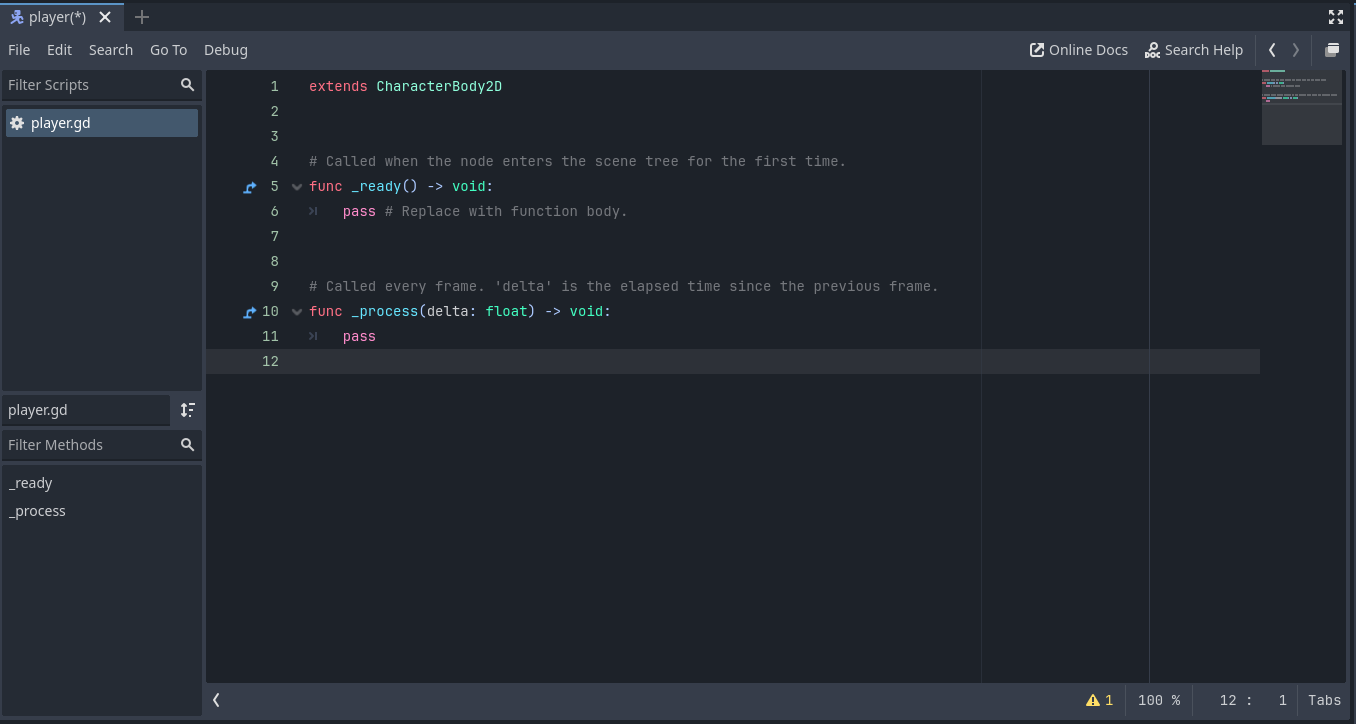 player(*)
File Edit Search Go To Debug Online Docs Search Help
Filter Scripts
player.gd
player.gd
Filter Methods
_ready
_process
1 extends CharacterBody2D
2
3
4 # Called when the node enters the scene tree for the first time.
5 func _ready() -> void:
6 pass # Replace with function body.
7
8
9 # Called every frame. 'delta' is the elapsed time since the previous frame.
10 func _process(delta: float) -> void:
11 pass
12
1 100 % 12 : 1 Tabs